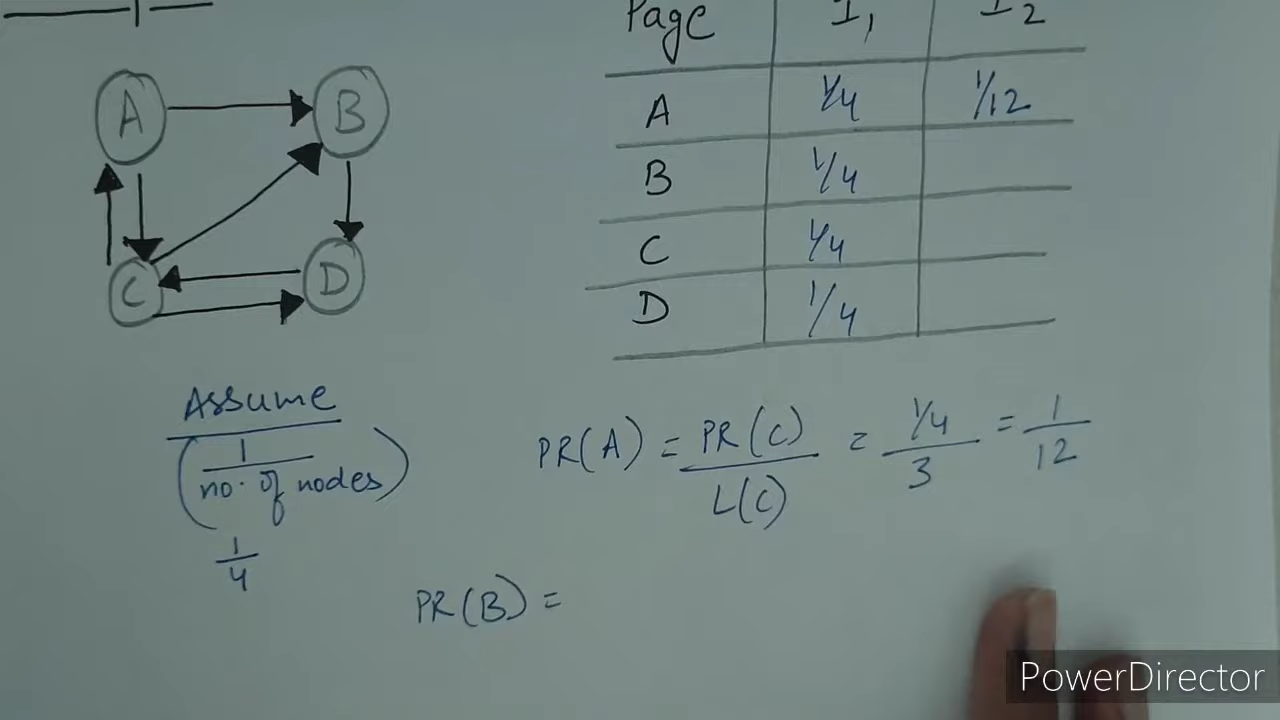 Page I₁ I₂
A 1/4 1/12
B 1/4
C 1/4
D 1/4
A B
C D
Assume
(1/no. of nodes)
1/4
PR(A) = PR(C)/L(C) = 1/4/3 = 1/12
PR(B) =
PowerDirector